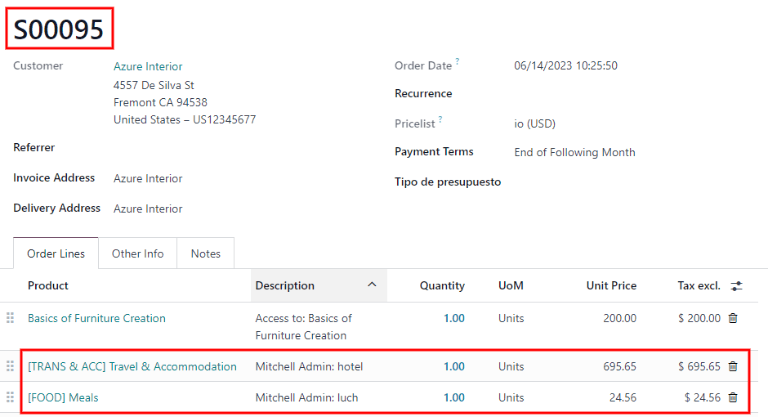 S00095
Customer
Azure Interior
4557 De Silva St
Fremont CA 94538
United States – US12345677
Order Date ?
06/14/2023 10:25:50
Recurrence
Pricelist ?
io (USD)
Payment Terms
End of Following Month
Tipo de presupuesto
Referrer
Invoice Address
Azure Interior
Delivery Address
Azure Interior
Order Lines Other Info Notes
Product Description Quantity UoM Unit Price Tax excl.
Basics of Furniture Creation Access to: Basics of 1.00 Units 200.00 $ 200.00
Furniture Creation
[TRANS & ACC] Travel & Accommodation Mitchell Admin: hotel 1.00 Units 695.65 $ 695.65
[FOOD] Meals Mitchell Admin: luch 1.00 Units 24.56 $ 24.56